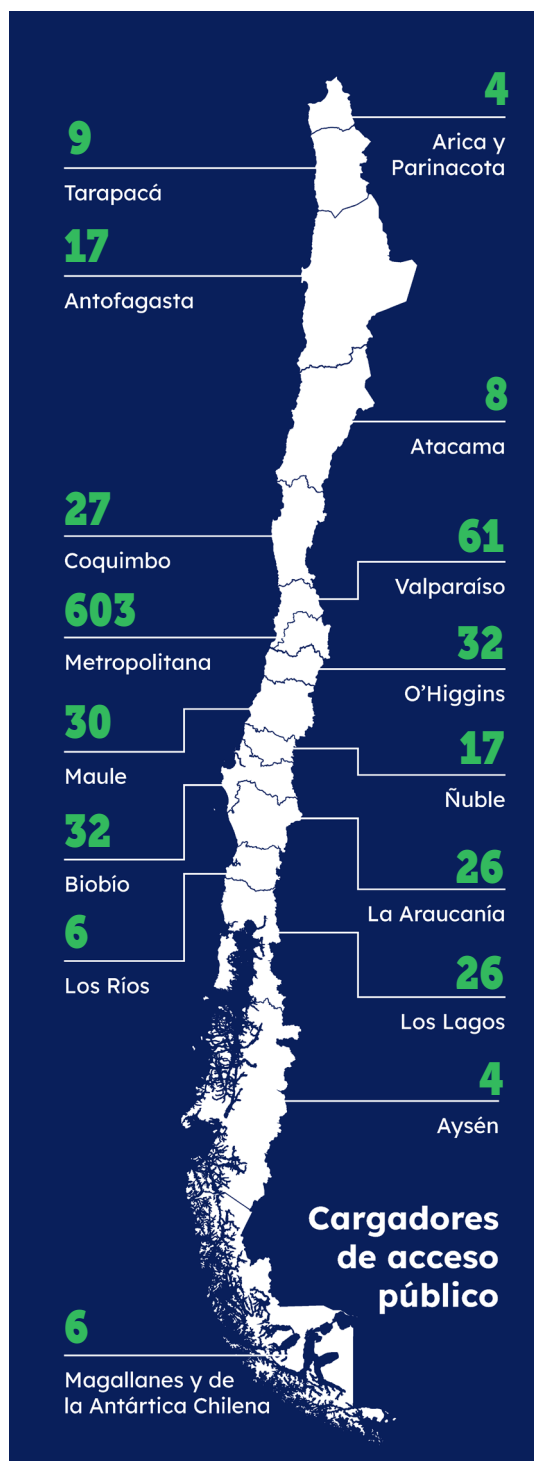 4
Arica y
Parinacota
9
Tarapacá
17
Antofagasta
8
Atacama
27
Coquimbo
61
Valparaíso
603
Metropolitana
32
O’Higgins
30
Maule
17
Ñuble
32
Biobío
26
La Araucanía
6
Los Ríos
26
Los Lagos
4
Aysén
Cargadores
de acceso
público
6
Magallanes y de
la Antártica Chilena